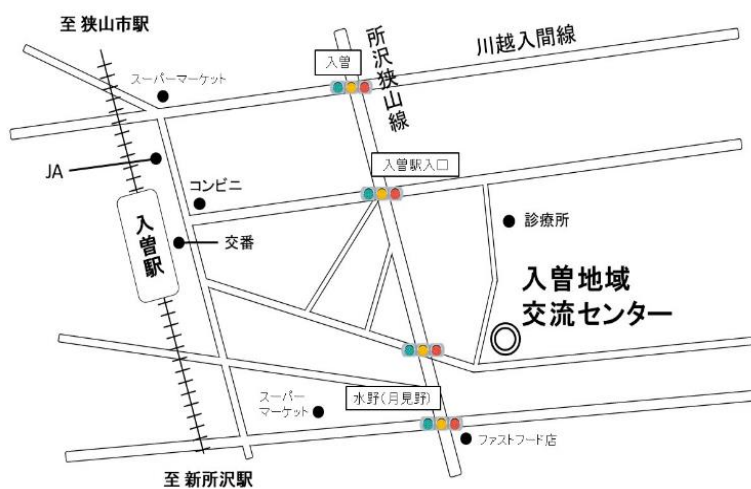 至 狭山市駅
スーパーマーケット
入曽
所沢狭山線
川越入間線
JA
コンビニ
入曽駅入口
入曽駅
交番
診療所
入曽地域
交流センター
水野(月見野)
スーパー
マーケット
ファストフード店
至 新所沢駅